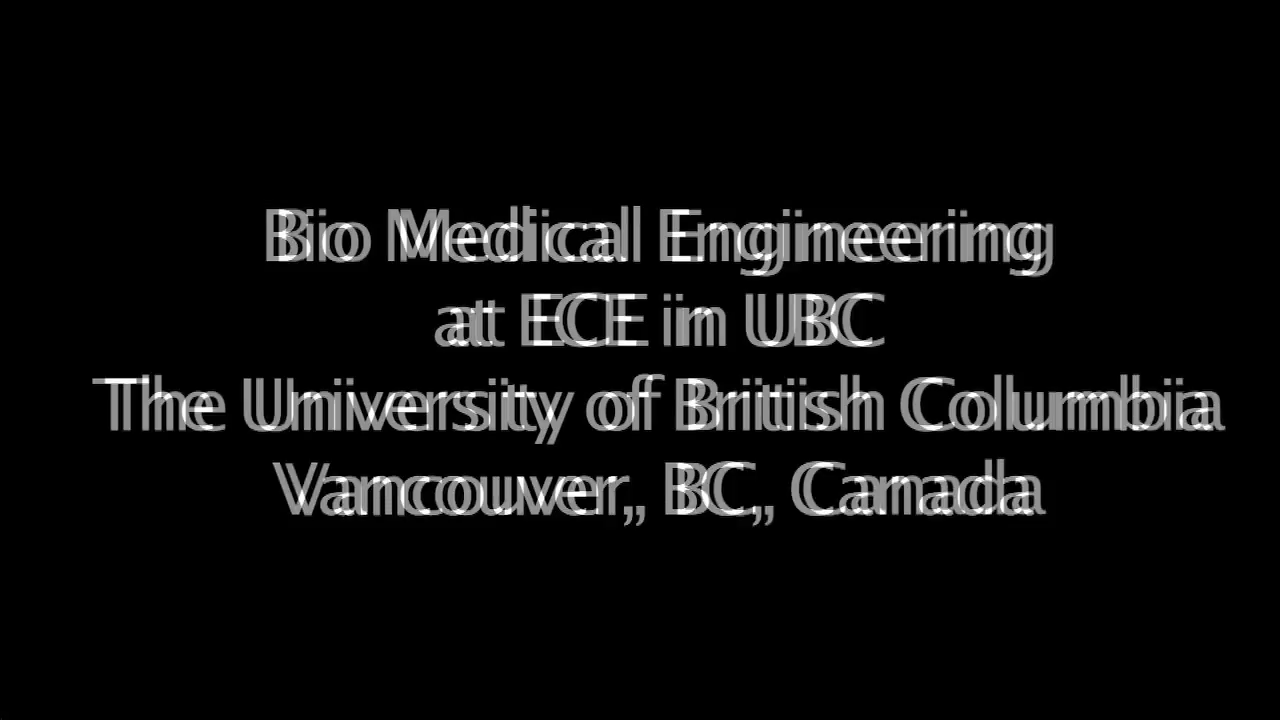 Bio Medical Engineering
at ECE in UBC
The University of British Columbia
Vancouver, BC, Canada